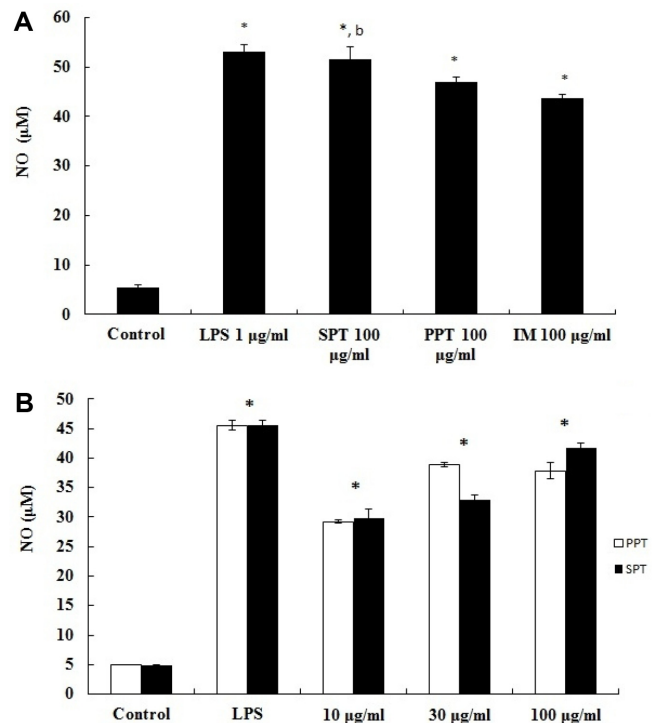 A
NO (µM)
60
50
40
30
20
10
0
*
*, b
*
*
Control
LPS 1 µg/ml
SPT 100 µg/ml
PPT 100 µg/ml
IM 100 µg/ml
B
NO (µM)
50
45
40
35
30
25
20
15
10
5
0
*
*
*
*
PPT
SPT
Control
LPS
10 µg/ml
30 µg/ml
100 µg/ml